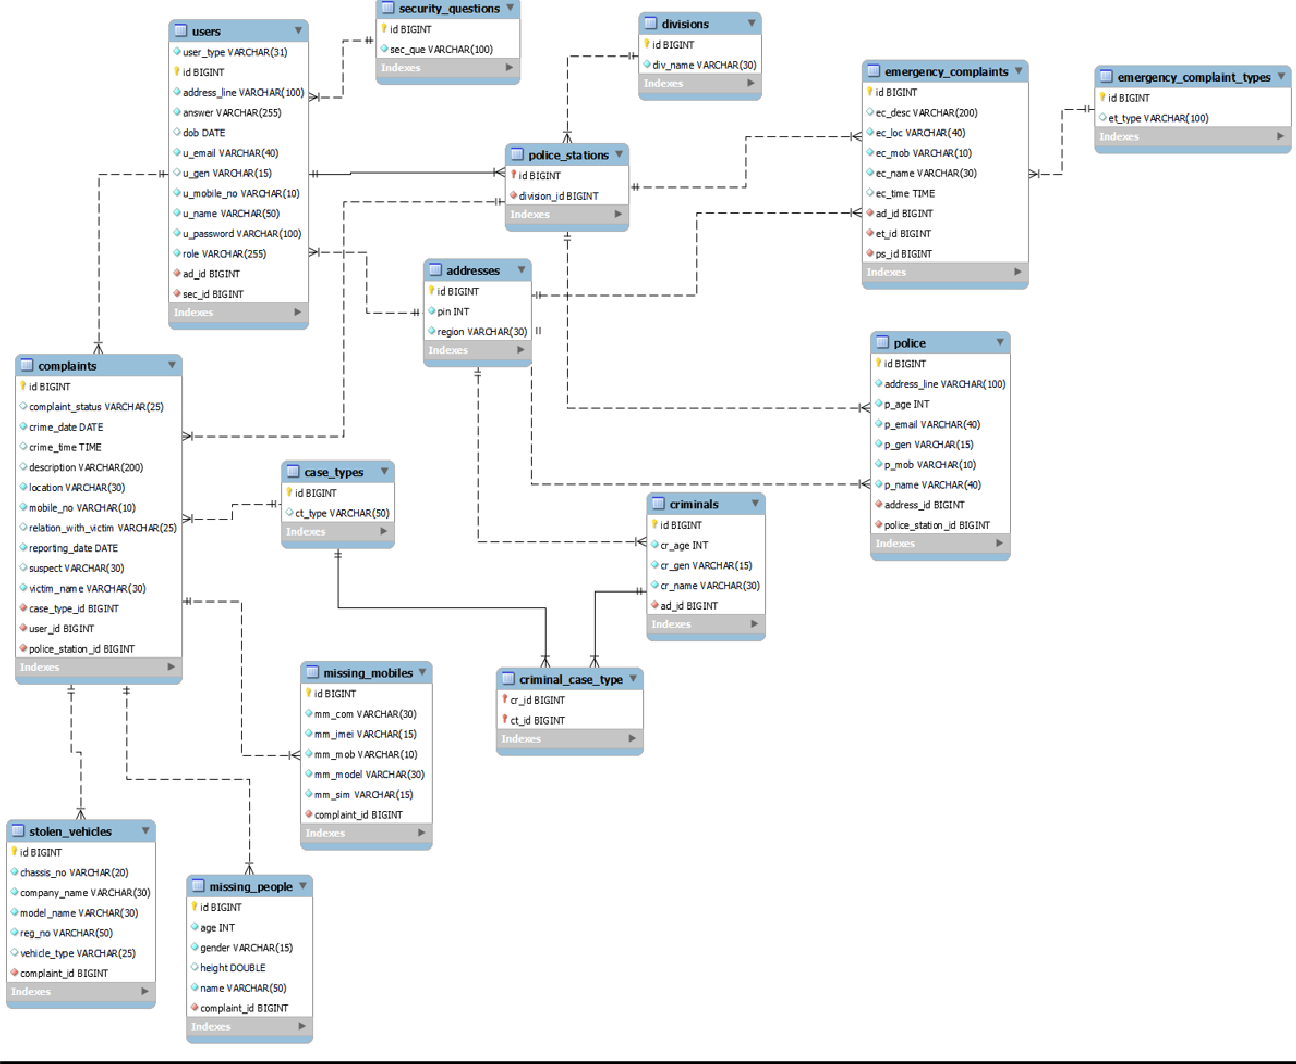 security_questions
id BIGINT
sec_que VARCHAR(100)
Indexes
users
user_type VARCHAR(31)
id BIGINT
address_line VARCHAR(100)
answer VARCHAR(255)
dob DATE
u_email VARCHAR(40)
u_gen VARCHAR(15)
u_mobile_no VARCHAR(10)
u_name VARCHAR(50)
u_password VARCHAR(100)
role VARCHAR(255)
ad_id BIGINT
sec_id BIGINT
Indexes
divisions
id BIGINT
div_name VARCHAR(30)
Indexes
emergency_complaints
id BIGINT
ec_desc VARCHAR(200)
ec_loc VARCHAR(40)
ec_mob VARCHAR(10)
ec_name VARCHAR(30)
ec_time TIME
ad_id BIGINT
et_id BIGINT
ps_id BIGINT
Indexes
emergency_complaint_types
id BIGINT
et_type VARCHAR(100)
Indexes
police_stations
id BIGINT
division_id BIGINT
Indexes
addresses
id BIGINT
pin INT
region VARCHAR(30)
Indexes
police
id BIGINT
address_line VARCHAR(100)
p_age INT
p_email VARCHAR(40)
p_gen VARCHAR(15)
p_mob VARCHAR(10)
p_name VARCHAR(40)
address_id BIGINT
police_station_id BIGINT
Indexes
complaints
id BIGINT
complaint_status VARCHAR(25)
crime_date DATE
crime_time TIME
description VARCHAR(200)
location VARCHAR(30)
mobile_no VARCHAR(10)
relation_with_victim VARCHAR(25)
reporting_date DATE
suspect VARCHAR(30)
victim_name VARCHAR(30)
case_type_id BIGINT
user_id BIGINT
police_station_id BIGINT
Indexes
case_types
id BIGINT
ct_type VARCHAR(50)
Indexes
criminals
id BIGINT
cr_age INT
cr_gen VARCHAR(15)
cr_name VARCHAR(30)
ad_id BIGINT
Indexes
missing_mobiles
id BIGINT
mm_com VARCHAR(30)
mm_imei VARCHAR(15)
mm_mob VARCHAR(10)
mm_model VARCHAR(30)
mm_sim VARCHAR(15)
complaint_id BIGINT
Indexes
criminal_case_type
cr_id BIGINT
ct_id BIGINT
Indexes
stolen_vehicles
id BIGINT
chassis_no VARCHAR(20)
company_name VARCHAR(30)
model_name VARCHAR(30)
reg_no VARCHAR(50)
vehicle_type VARCHAR(25)
complaint_id BIGINT
Indexes
missing_people
id BIGINT
age INT
gender VARCHAR(15)
height DOUBLE
name VARCHAR(50)
complaint_id BIGINT
Indexes